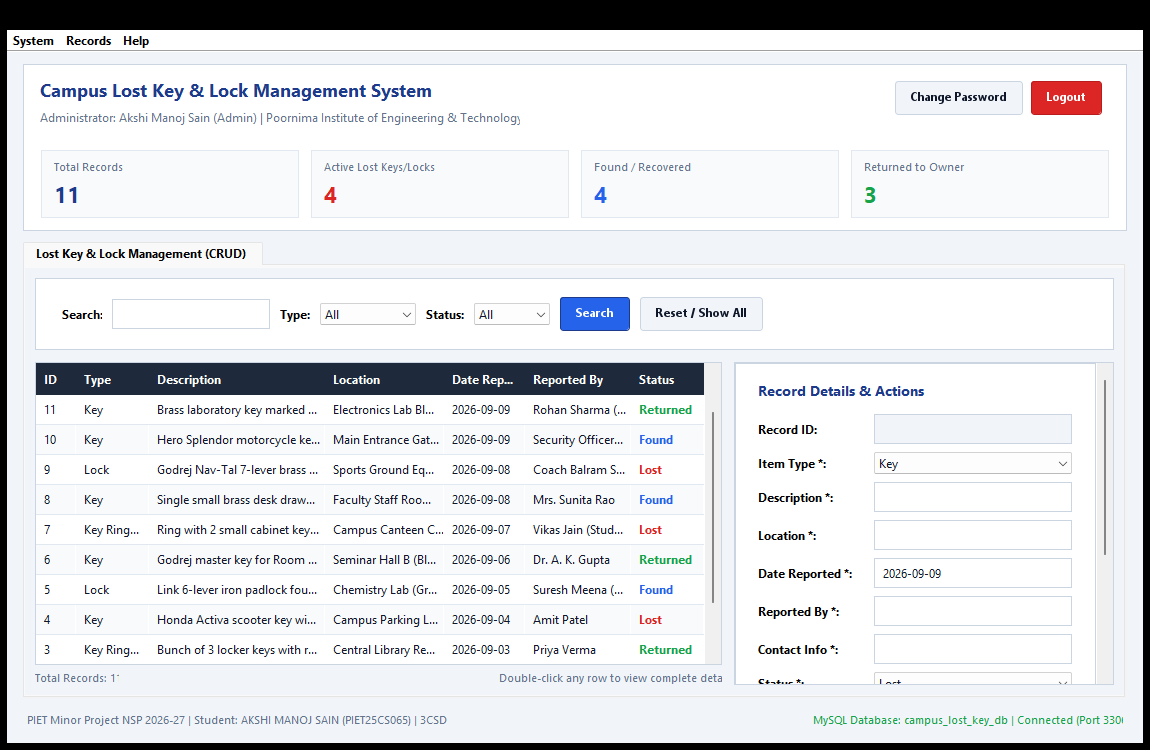 System Records Help
Campus Lost Key & Lock Management System
Administrator: Akshi Manoj Sain (Admin) | Poornima Institute of Engineering & Technology
Change Password
Logout
Total Records
11
Active Lost Keys/Locks
4
Found / Recovered
4
Returned to Owner
3
Lost Key & Lock Management (CRUD)
Search: Type: All Status: All Search Reset / Show All
ID Type Description Location Date Rep... Reported By Status
11 Key Brass laboratory key marked ... Electronics Lab Bl... 2026-09-09 Rohan Sharma (... Returned
10 Key Hero Splendor motorcycle ke... Main Entrance Gat... 2026-09-09 Security Officer... Found
9 Lock Godrej Nav-Tal 7-lever brass ... Sports Ground Eq... 2026-09-08 Coach Balram S... Lost
8 Key Single small brass desk draw... Faculty Staff Roo... 2026-09-08 Mrs. Sunita Rao Found
7 Key Ring... Ring with 2 small cabinet key... Campus Canteen C... 2026-09-07 Vikas Jain (Stud... Lost
6 Key Godrej master key for Room ... Seminar Hall B (Bl... 2026-09-06 Dr. A. K. Gupta Returned
5 Lock Link 6-lever iron padlock fou... Chemistry Lab (Gr... 2026-09-05 Suresh Meena (... Found
4 Key Honda Activa scooter key wi... Campus Parking L... 2026-09-04 Amit Patel Lost
3 Key Ring... Bunch of 3 locker keys with r... Central Library Re... 2026-09-03 Priya Verma Returned
Total Records: 1
Double-click any row to view complete deta
Record Details & Actions
Record ID:
Item Type *: Key
Description *:
Location *:
Date Reported *: 2026-09-09
Reported By *:
Contact Info *:
Status *: Lost
PIET Minor Project NSP 2026-27 | Student: AKSHI MANOJ SAIN (PIET25CS065) | 3CSD
MySQL Database: campus_lost_key_db | Connected (Port 330